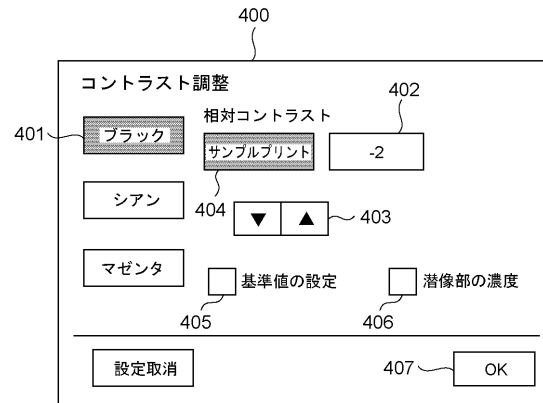 400
コントラスト調整
402
相対コントラスト
401
ブラック
サンプルプリント
-2
シアン
404
▼ ▲
403
マゼンタ
基準値の設定
潜像部の濃度
405
406
設定取消
407
OK